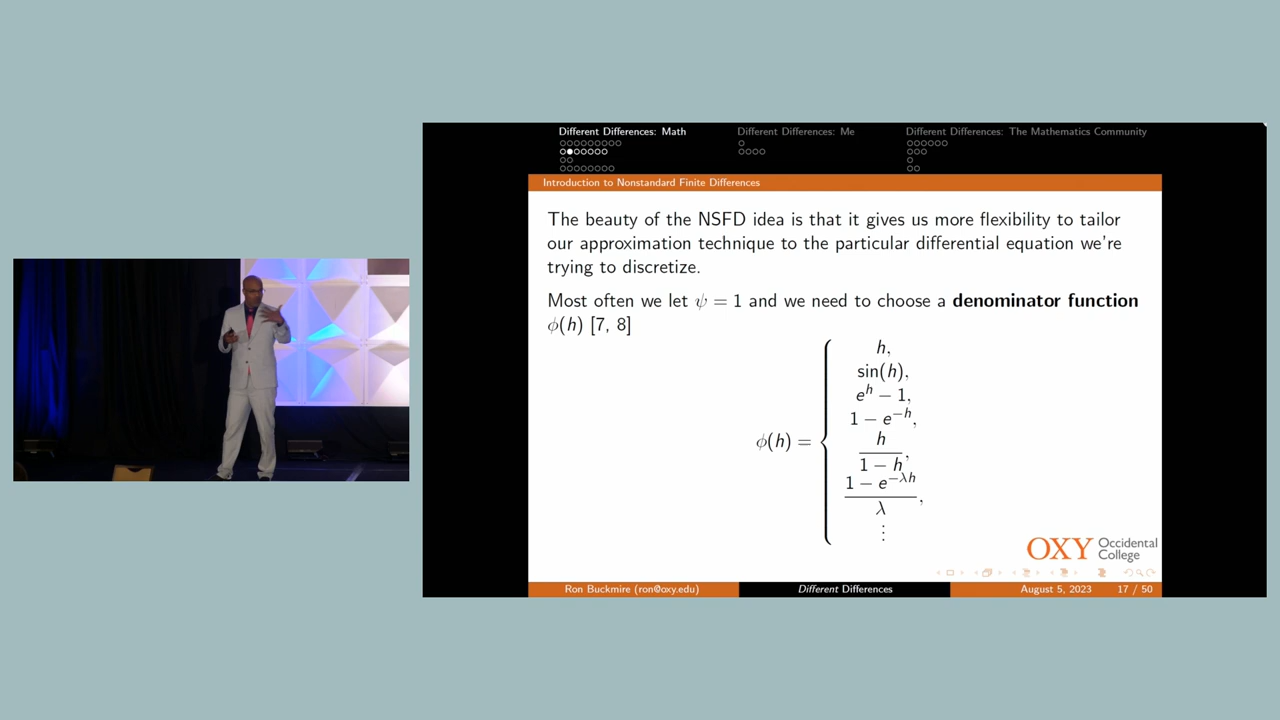 Different Differences: Math
Different Differences: Me
Different Differences: The Mathematics Community
Introduction to Nonstandard Finite Differences
The beauty of the NSFD idea is that it gives us more flexibility to tailor
our approximation technique to the particular differential equation we're
trying to discretize.
Most often we let ψ = 1 and we need to choose a denominator function
ϕ(h) [7, 8]
h,
sin(h),
e^h − 1,
1 − e^{−h},
ϕ(h) =
h
1 − h,
1 − e^{−λh}
λ,
⋮
OXY Occidental
College
Ron Buckmire (ron@oxy.edu)
Different Differences
August 5, 2023
17 / 50